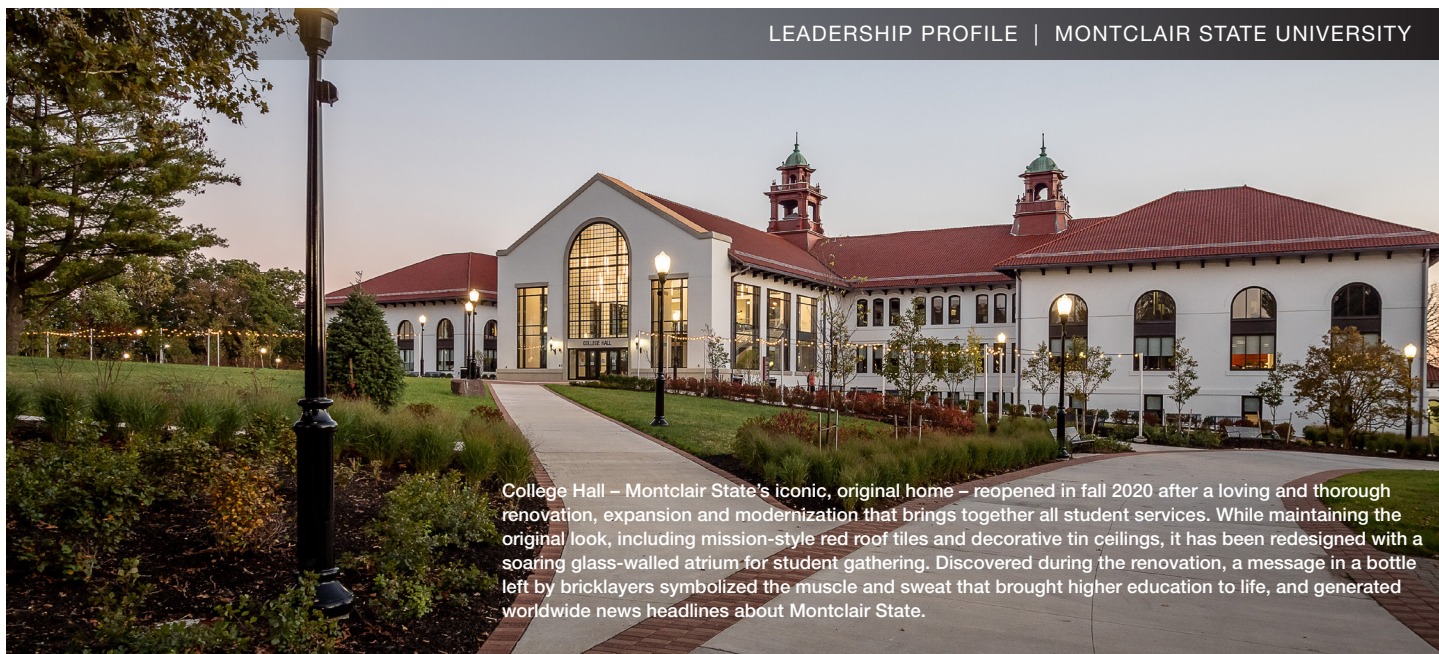 LEADERSHIP PROFILE | MONTCLAIR STATE UNIVERSITY
COLLEGE HALL
College Hall – Montclair State’s iconic, original home – reopened in fall 2020 after a loving and thorough
renovation, expansion and modernization that brings together all student services. While maintaining the
original look, including mission-style red roof tiles and decorative tin ceilings, it has been redesigned with a
soaring glass-walled atrium for student gathering. Discovered during the renovation, a message in a bottle
left by bricklayers symbolized the muscle and sweat that brought higher education to life, and generated
worldwide news headlines about Montclair State.